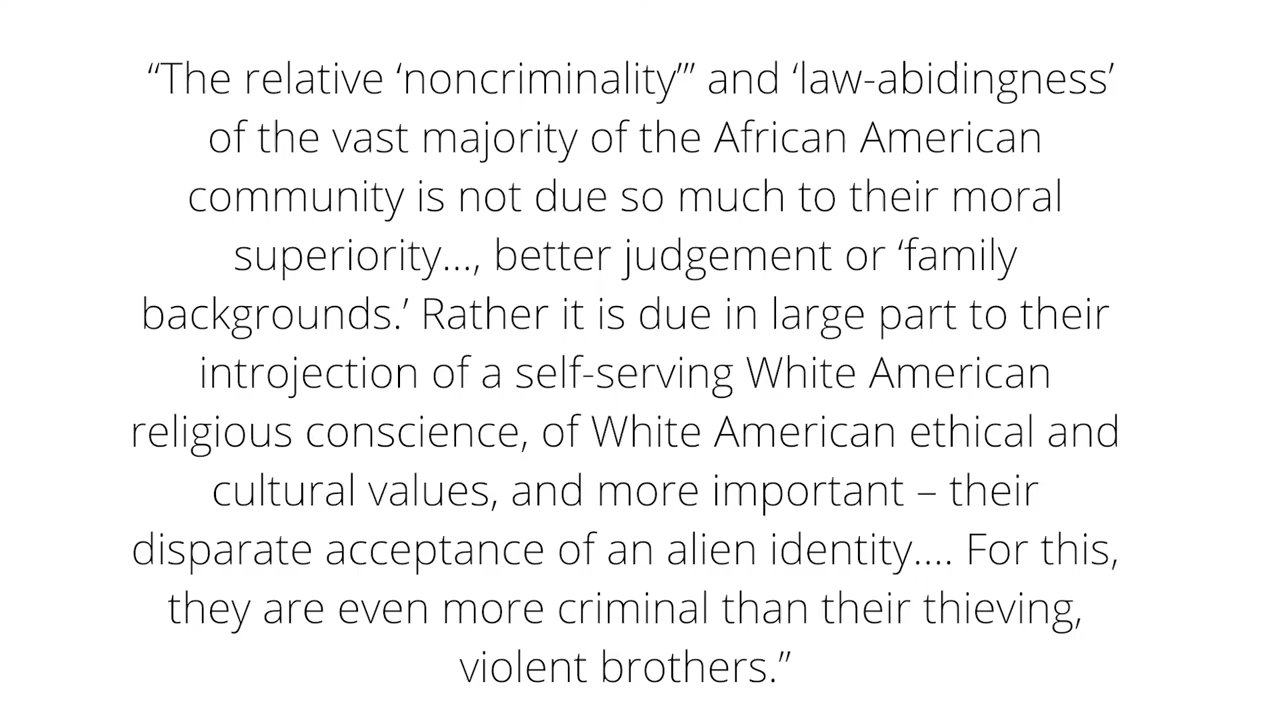 “The relative ‘noncriminality’” and ‘law-abidingness’
of the vast majority of the African American
community is not due so much to their moral
superiority…, better judgement or ‘family
backgrounds.’ Rather it is due in large part to their
introjection of a self-serving White American
religious conscience, of White American ethical and
cultural values, and more important – their
disparate acceptance of an alien identity.… For this,
they are even more criminal than their thieving,
violent brothers.”